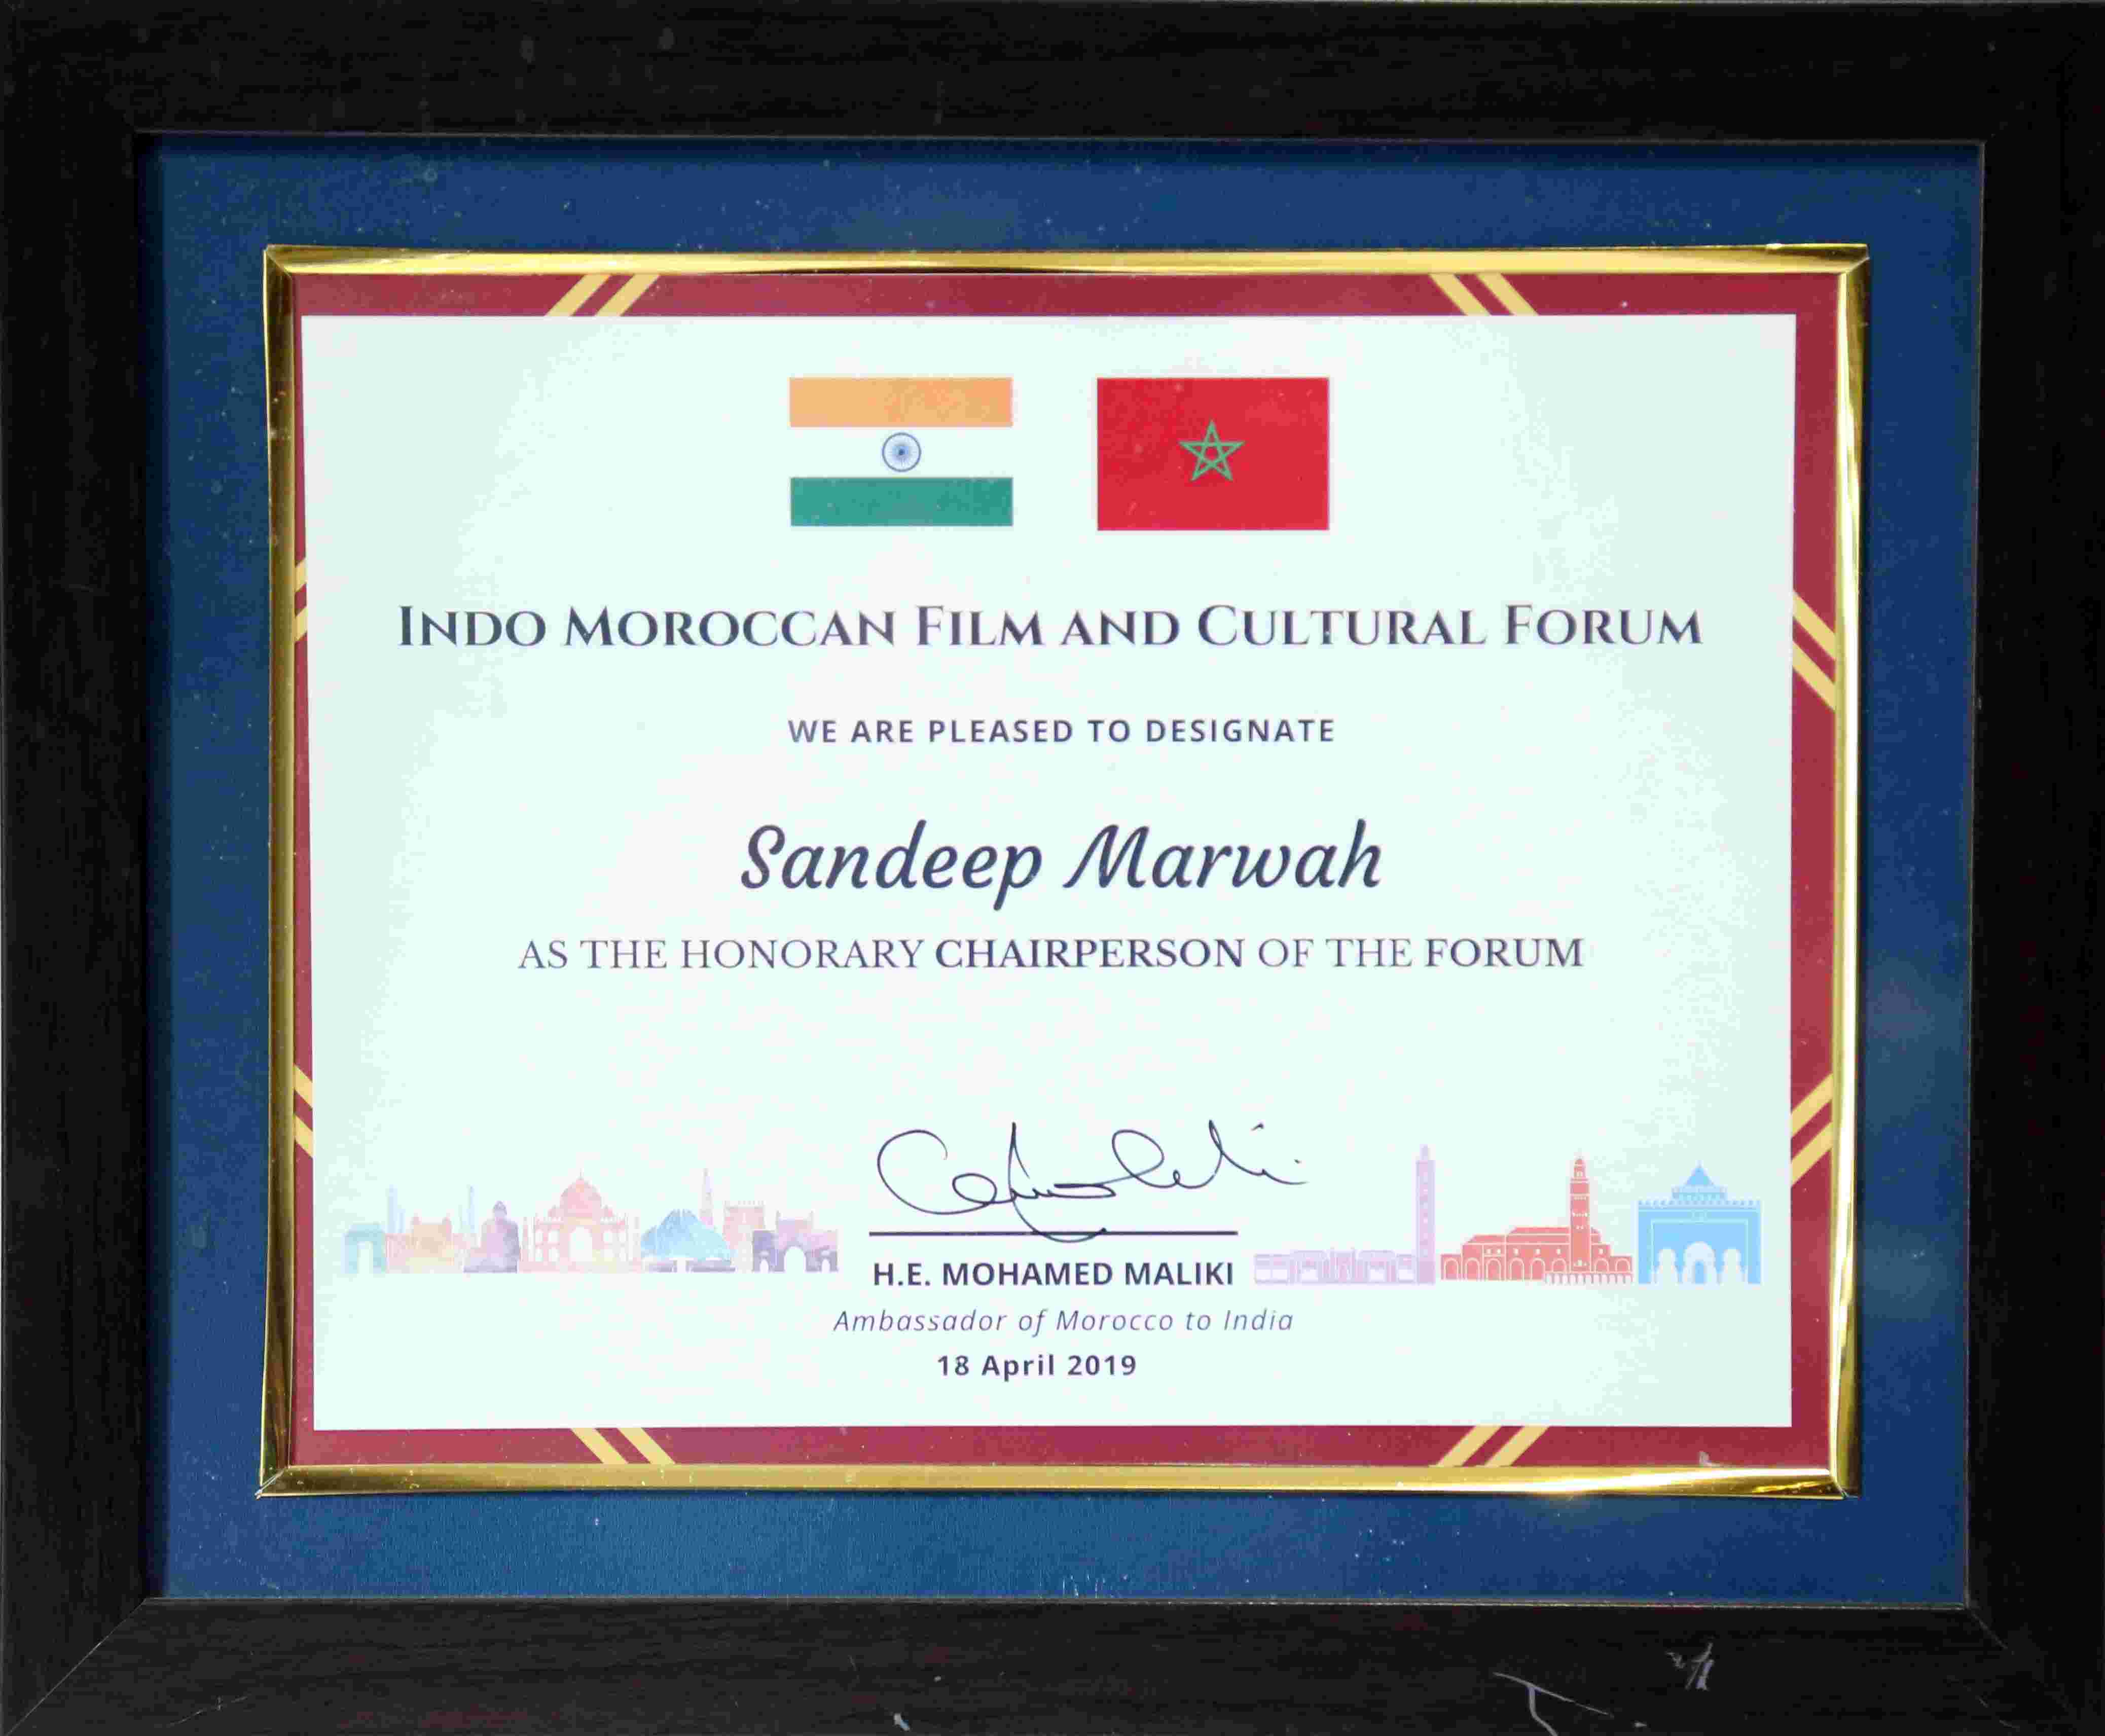 INDO MOROCCAN FILM AND CULTURAL FORUM
WE ARE PLEASED TO DESIGNATE
Sandeep Marwah
AS THE HONORARY CHAIRPERSON OF THE FORUM
H.E. MOHAMED MALIKI
Ambassador of Morocco to India
18 April 2019